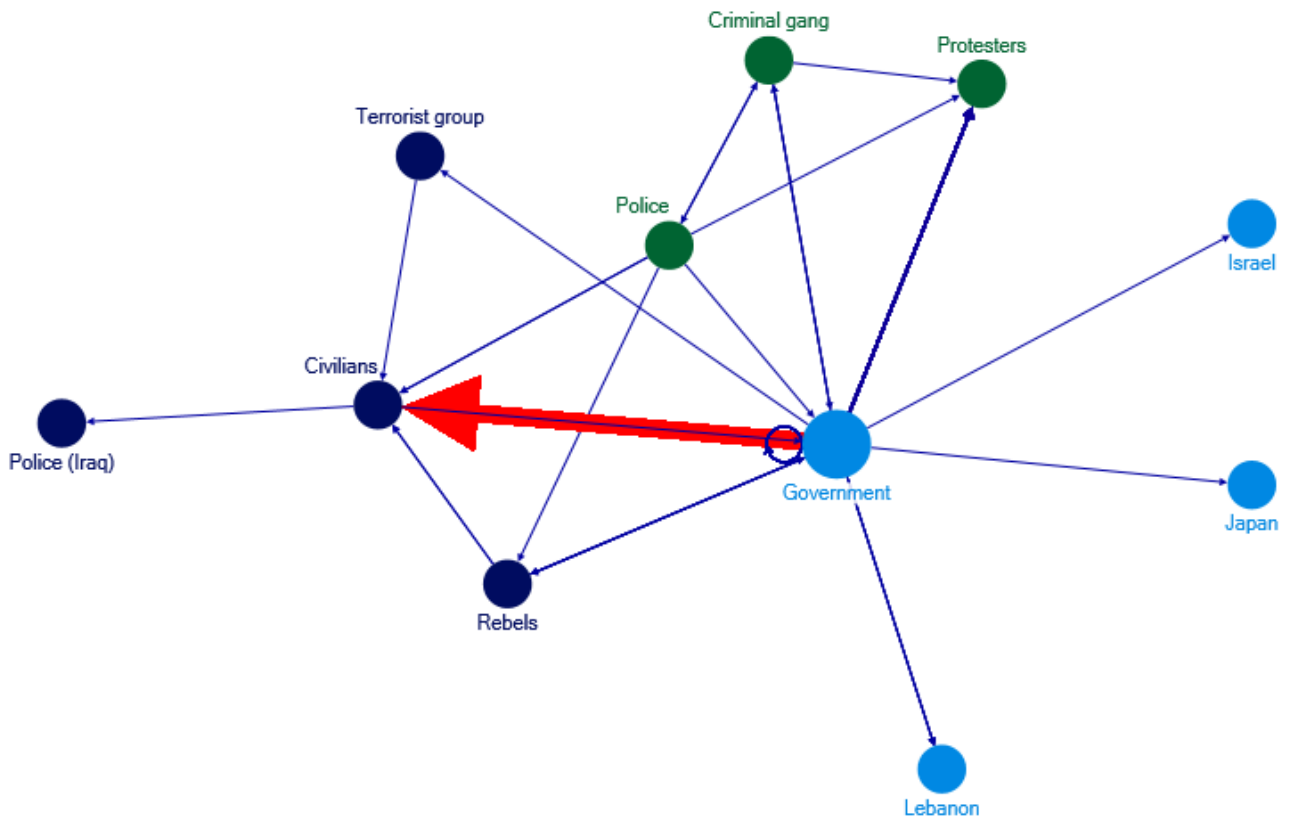 Criminal gang
Protesters
Terrorist group
Police
Israel
Civilians
Police (Iraq)
Government
Japan
Rebels
Lebanon